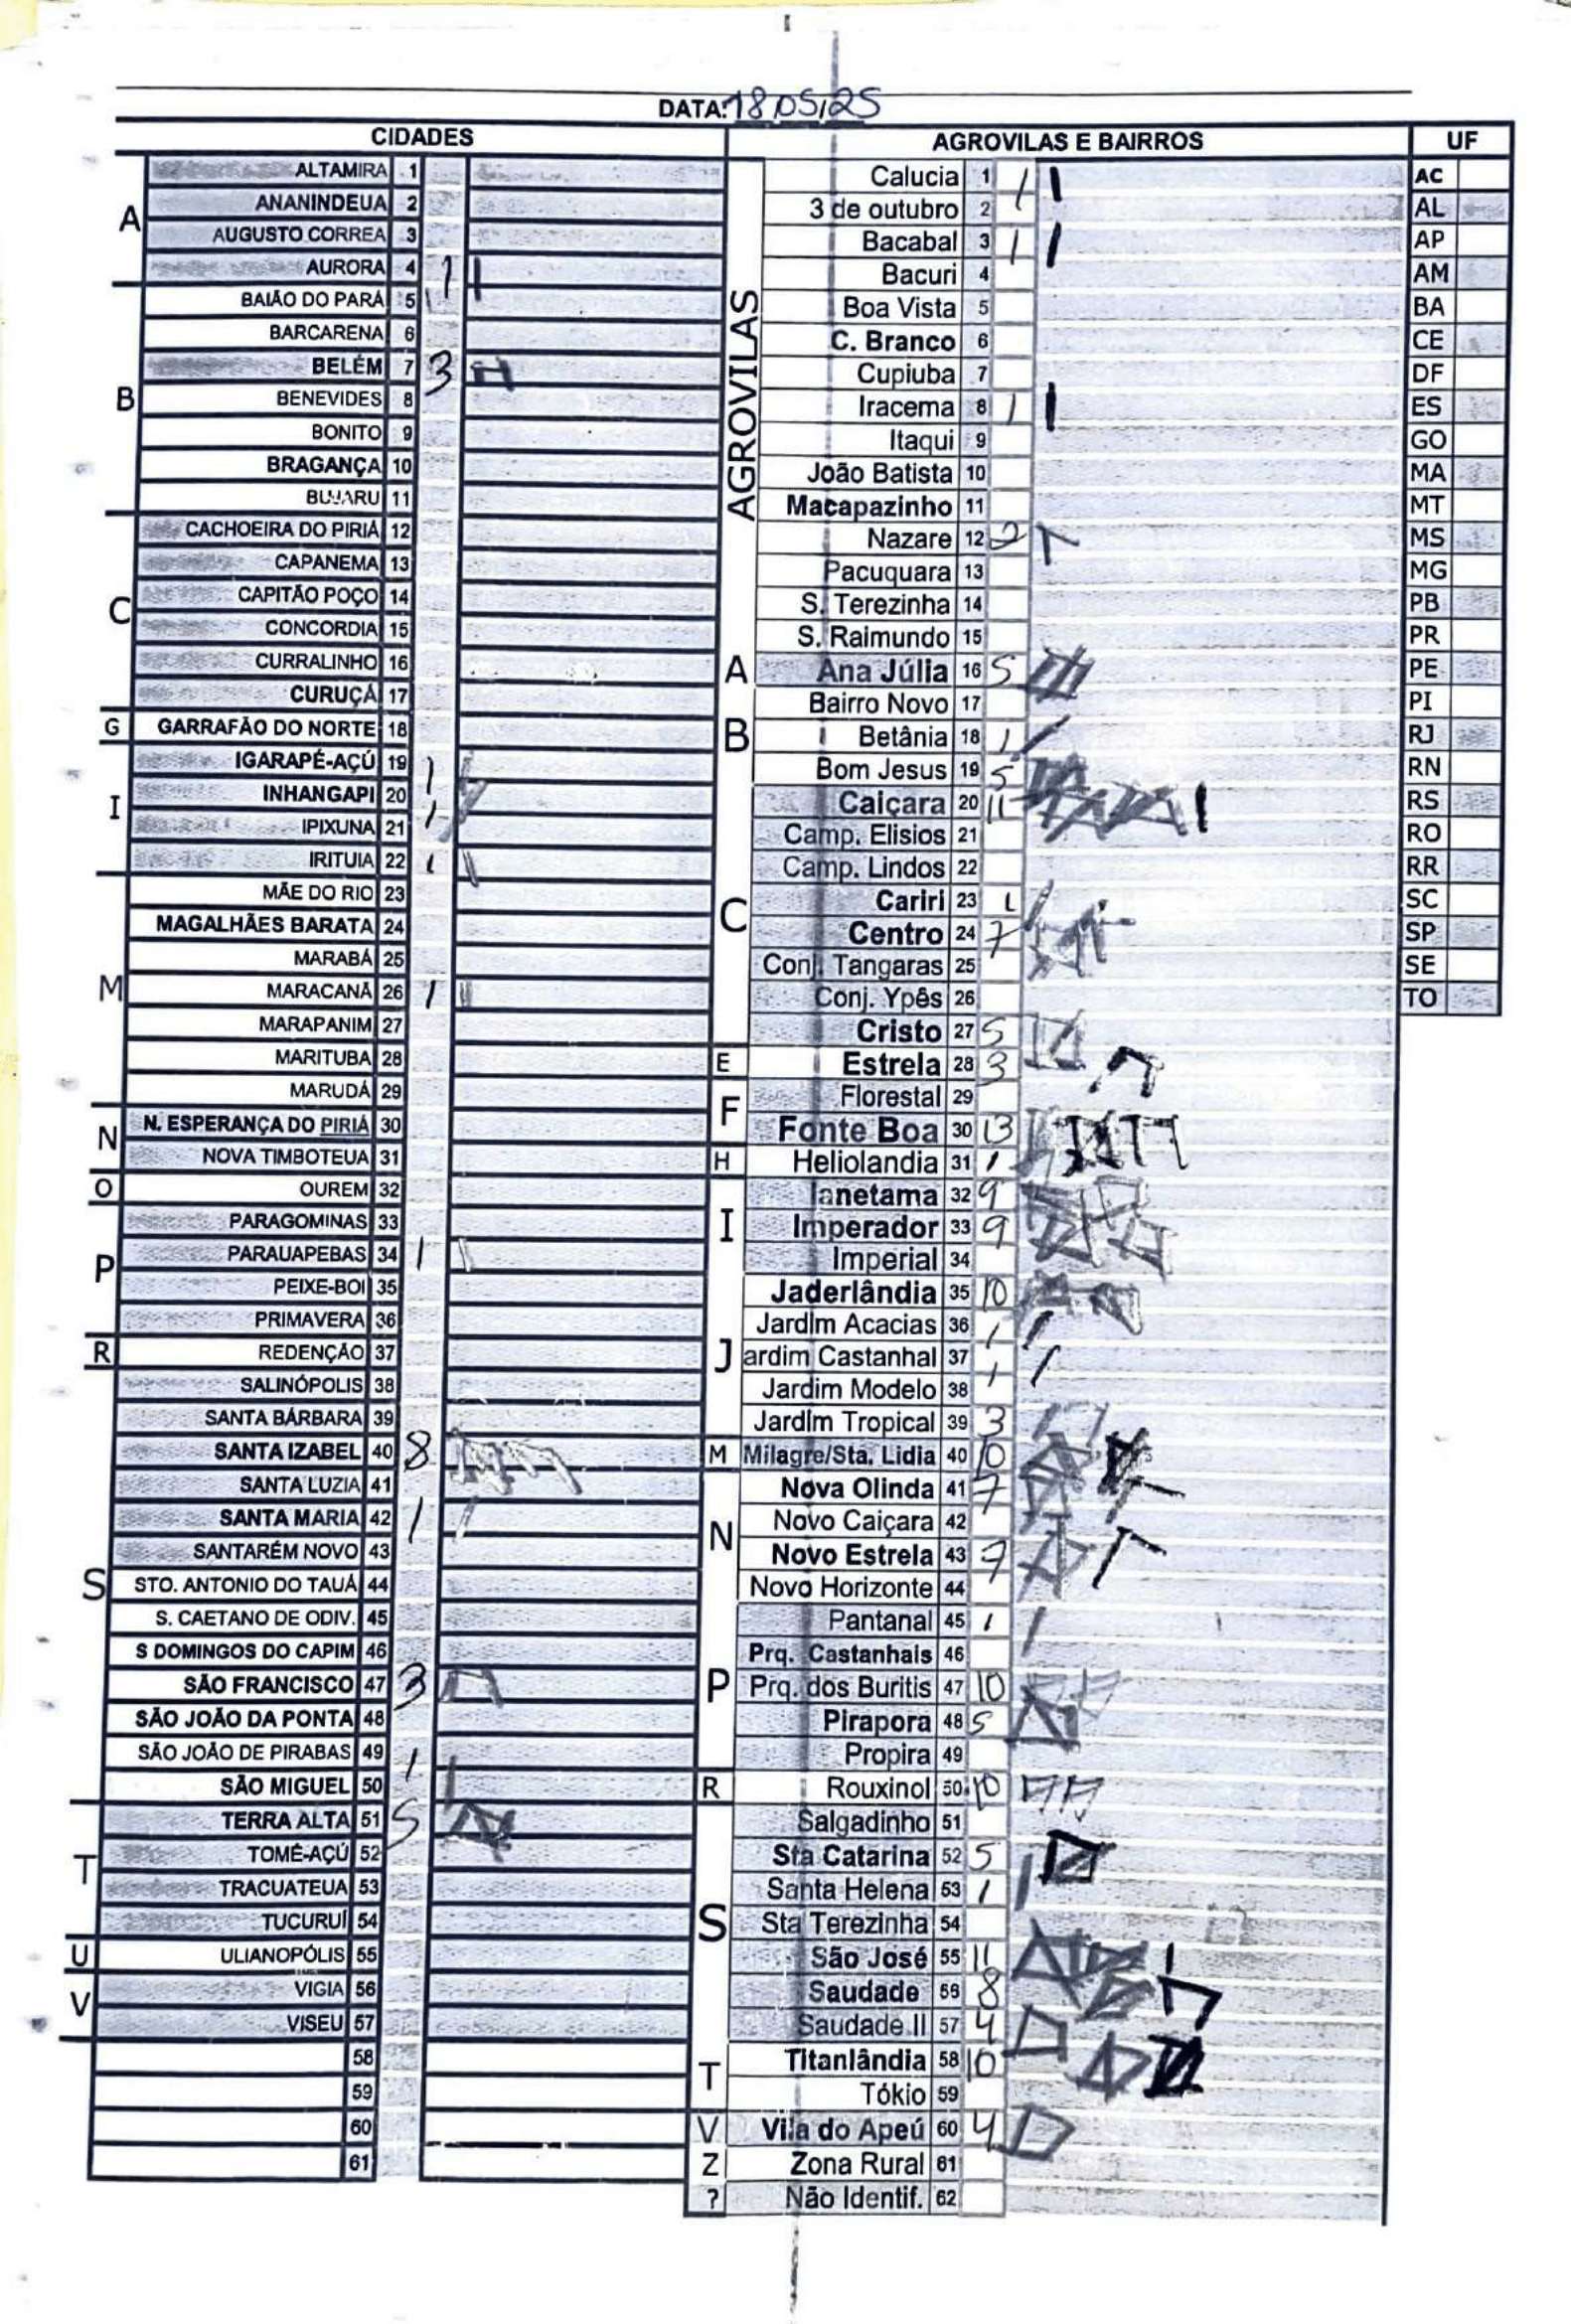 DATA: 18/05/25
CIDADES
A
ALTAMIRA 1
ANANINDEUA 2
AUGUSTO CORREA 3
AURORA 4 1
B
BAIÃO DO PARÁ 5
BARCARENA 6
BELÉM 7 3
BENEVIDES 8
BONITO 9
BRAGANÇA 10
BUJARU 11
C
CACHOEIRA DO PIRIÁ 12
CAPANEMA 13
CAPITÃO POÇO 14
CONCORDIA 15
CURRALINHO 16
CURUÇÁ 17
G GARRAFÃO DO NORTE 18
I
IGARAPÉ-AÇÚ 19 1
INHANGAPI 20 1
IPIXUNA 21
IRITUIA 22 1
M
MÃE DO RIO 23
MAGALHÃES BARATA 24
MARABÁ 25
MARACANÃ 26 1
MARAPANIM 27
MARITUBA 28
MARUDÁ 29
N
N. ESPERANÇA DO PIRIÁ 30
NOVA TIMBOTEUA 31
O OUREM 32
P
PARAGOMINAS 33
PARAUAPEBAS 34 1
PEIXE-BOI 35
PRIMAVERA 36
R REDENÇÃO 37
S
SALINÓPOLIS 38
SANTA BÁRBARA 39
SANTA IZABEL 40 8
SANTA LUZIA 41
SANTA MARIA 42 1
SANTARÉM NOVO 43
STO. ANTONIO DO TAUÁ 44
S. CAETANO DE ODIV. 45
S DOMINGOS DO CAPIM 46
SÃO FRANCISCO 47 3
SÃO JOÃO DA PONTA 48
SÃO JOÃO DE PIRABAS 49
SÃO MIGUEL 50 1
T
TERRA ALTA 51 5
TOMÉ-AÇÚ 52
TRACUATEUA 53
TUCURUÍ 54
U ULIANOPÓLIS 55
V
VIGIA 56
VISEU 57
58
59
60
61
AGROVILAS E BAIRROS
AGROVILAS
Calucia 1 1
3 de outubro 2
Bacabal 3 1
Bacuri 4
Boa Vista 5
C. Branco 6
Cupiuba 7
Iracema 8 1
Itaqui 9
João Batista 10
Macapazinho 11
Nazare 12 2
Pacuquara 13
S. Terezinha 14
S. Raimundo 15
A Ana Júlia 16 5
B
Bairro Novo 17
Betânia 18 1
Bom Jesus 19 5
C
Caiçara 20 11
Camp. Elisios 21
Camp. Lindos 22
Cariri 23 1
Centro 24 7
Conj. Tangaras 25
Conj. Ypês 26
Cristo 27 5
E Estrela 28 3
F
Florestal 29
Fonte Boa 30 13
H Heliolandia 31 1
I
Ianetama 32 9
Imperador 33 9
Imperial 34
J
Jaderlândia 35 10
Jardim Acacias 36 1
ardim Castanhal 37 1
Jardim Modelo 38
Jardim Tropical 39 3
M Milagre/Sta. Lidia 40 10
N
Nova Olinda 41 7
Novo Caiçara 42
Novo Estrela 43 7
Novo Horizonte 44
P
Pantanal 45 1
Prq. Castanhais 46
Prq. dos Buritis 47 10
Pirapora 48 5
Propira 49
R Rouxinol 50 10
S
Salgadinho 51
Sta Catarina 52 5
Santa Helena 53 1
Sta Terezinha 54
São José 55 11
Saudade 56 8
Saudade II 57 4
T
Titanlândia 58 10
Tókio 59
V Vila do Apeú 60 4
Z Zona Rural 61
? Não Identif. 62
UF
AC
AL
AP
AM
BA
CE
DF
ES
GO
MA
MT
MS
MG
PB
PR
PE
PI
RJ
RN
RS
RO
RR
SC
SP
SE
TO